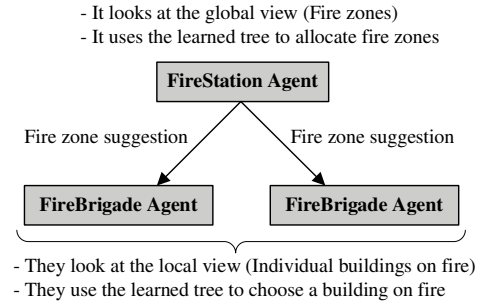 - It looks at the global view (Fire zones)
- It uses the learned tree to allocate fire zones
FireStation Agent
Fire zone suggestion
Fire zone suggestion
FireBrigade Agent
FireBrigade Agent
- They look at the local view (Individual buildings on fire)
- They use the learned tree to choose a building on fire